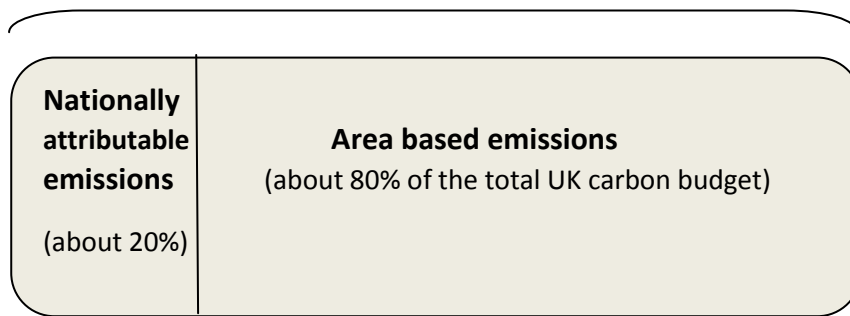 Nationally
attributable
emissions
(about 20%)
Area based emissions
(about 80% of the total UK carbon budget)